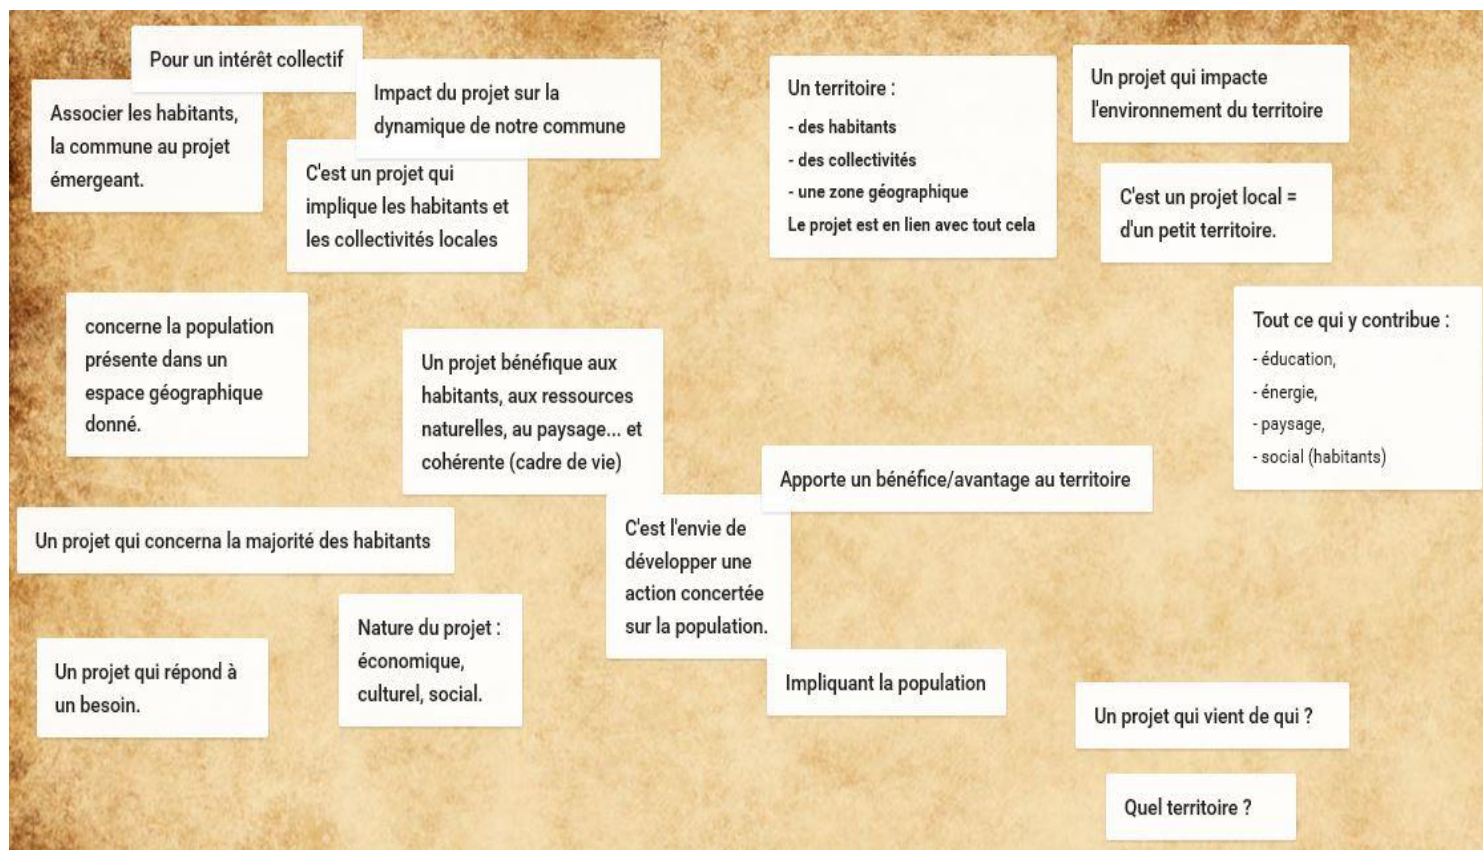 Pour un intérêt collectif
Associer les habitants,
la commune au projet
émergeant.
Impact du projet sur la
dynamique de notre commune
C'est un projet qui
implique les habitants et
les collectivités locales
Un territoire :
- des habitants
- des collectivités
- une zone géographique
Le projet est en lien avec tout cela
Un projet qui impacte
l'environnement du territoire
C'est un projet local =
d'un petit territoire.
concerne la population
présente dans un
espace géographique
donné.
Un projet bénéfique aux
habitants, aux ressources
naturelles, au paysage... et
cohérente (cadre de vie)
Tout ce qui y contribue :
- éducation,
- énergie,
- paysage,
- social (habitants)
Apporte un bénéfice/avantage au territoire
Un projet qui concerna la majorité des habitants
C'est l'envie de
développer une
action concertée
sur la population.
Nature du projet :
économique,
culturel, social.
Un projet qui répond à
un besoin.
Impliquant la population
Un projet qui vient de qui ?
Quel territoire ?